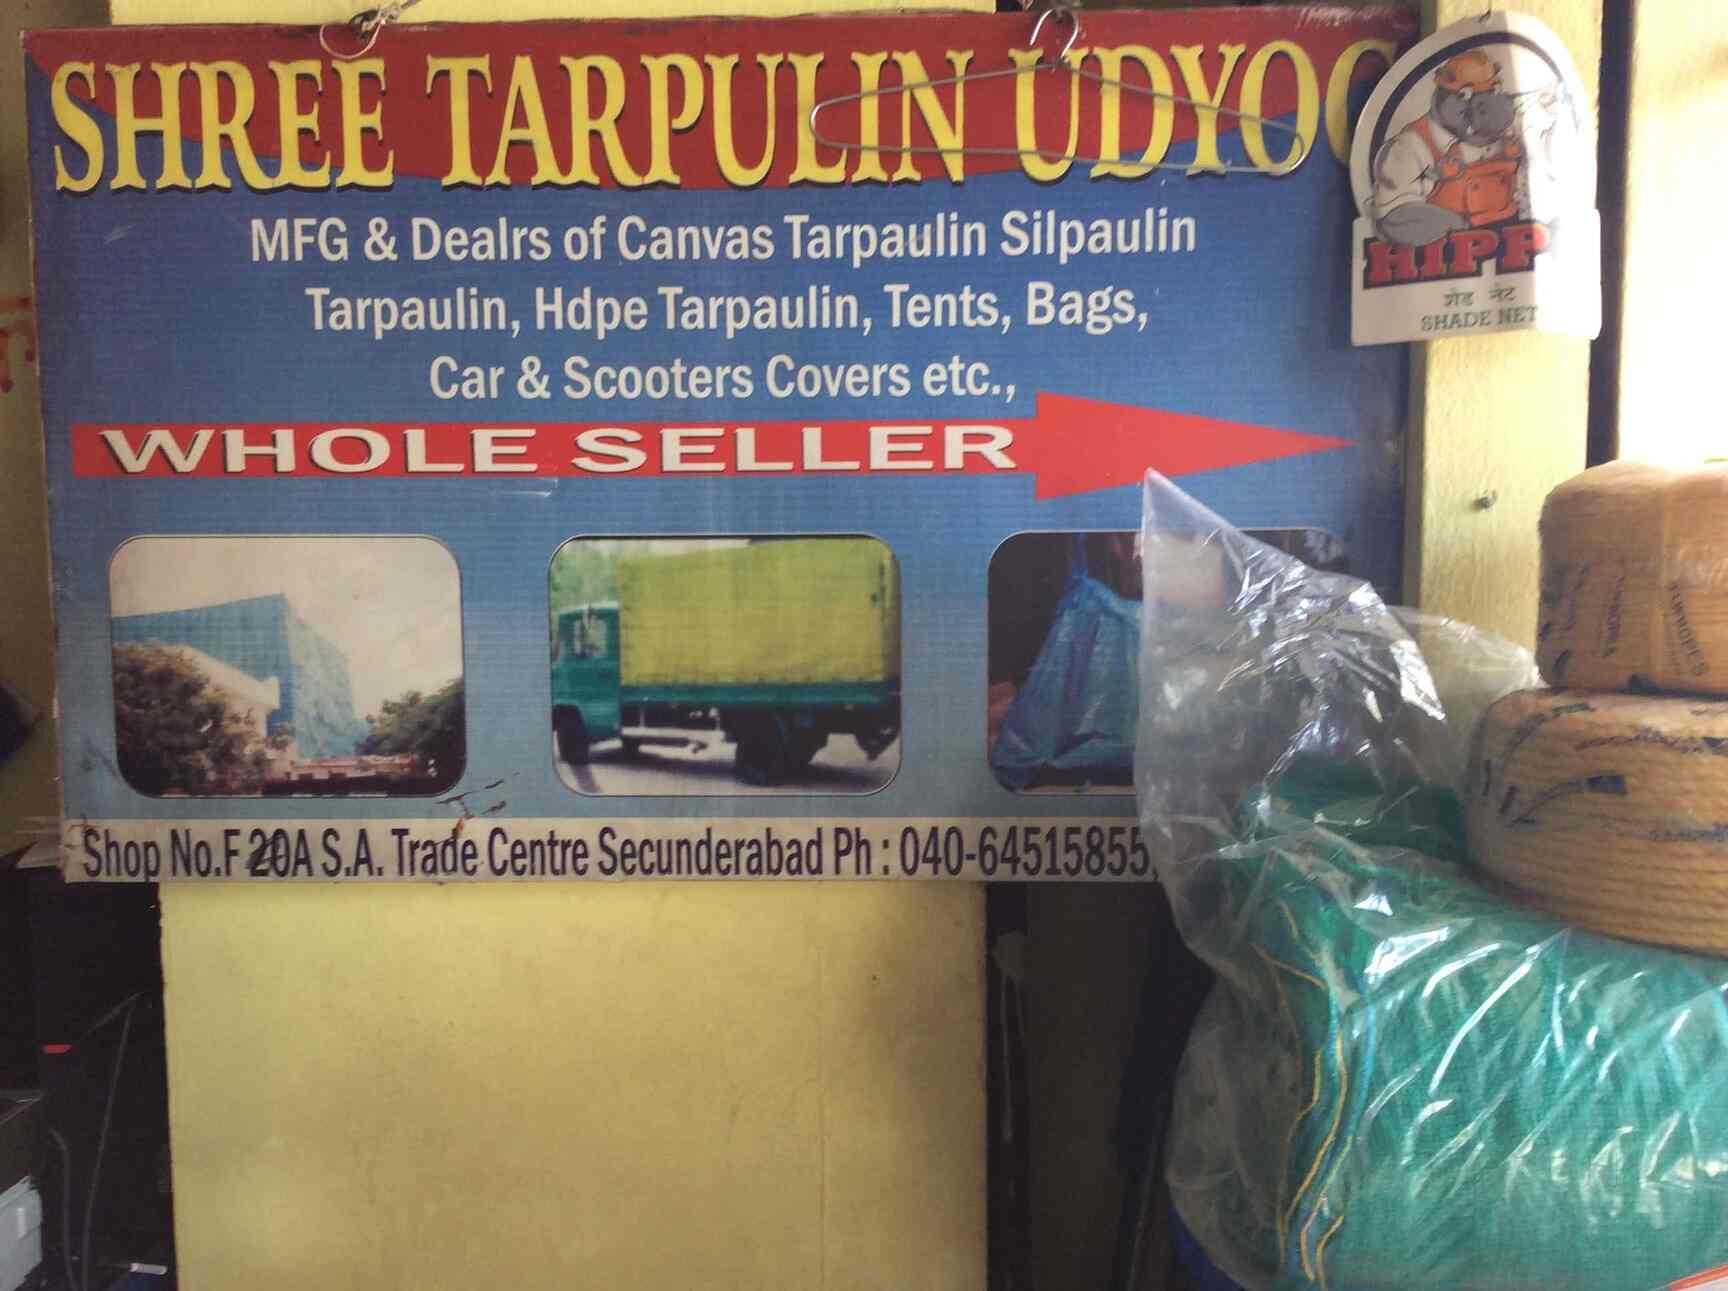 SHREE TARPULIN UDYOG
MFG & Dealrs of Canvas Tarpaulin Silpaulin
Tarpaulin, Hdpe Tarpaulin, Tents, Bags,
Car & Scooters Covers etc.,
WHOLE SELLER
Shop No.F 20A S.A. Trade Centre Secunderabad Ph : 040-64515855,
HIPP
शेड नेट
SHADE NET